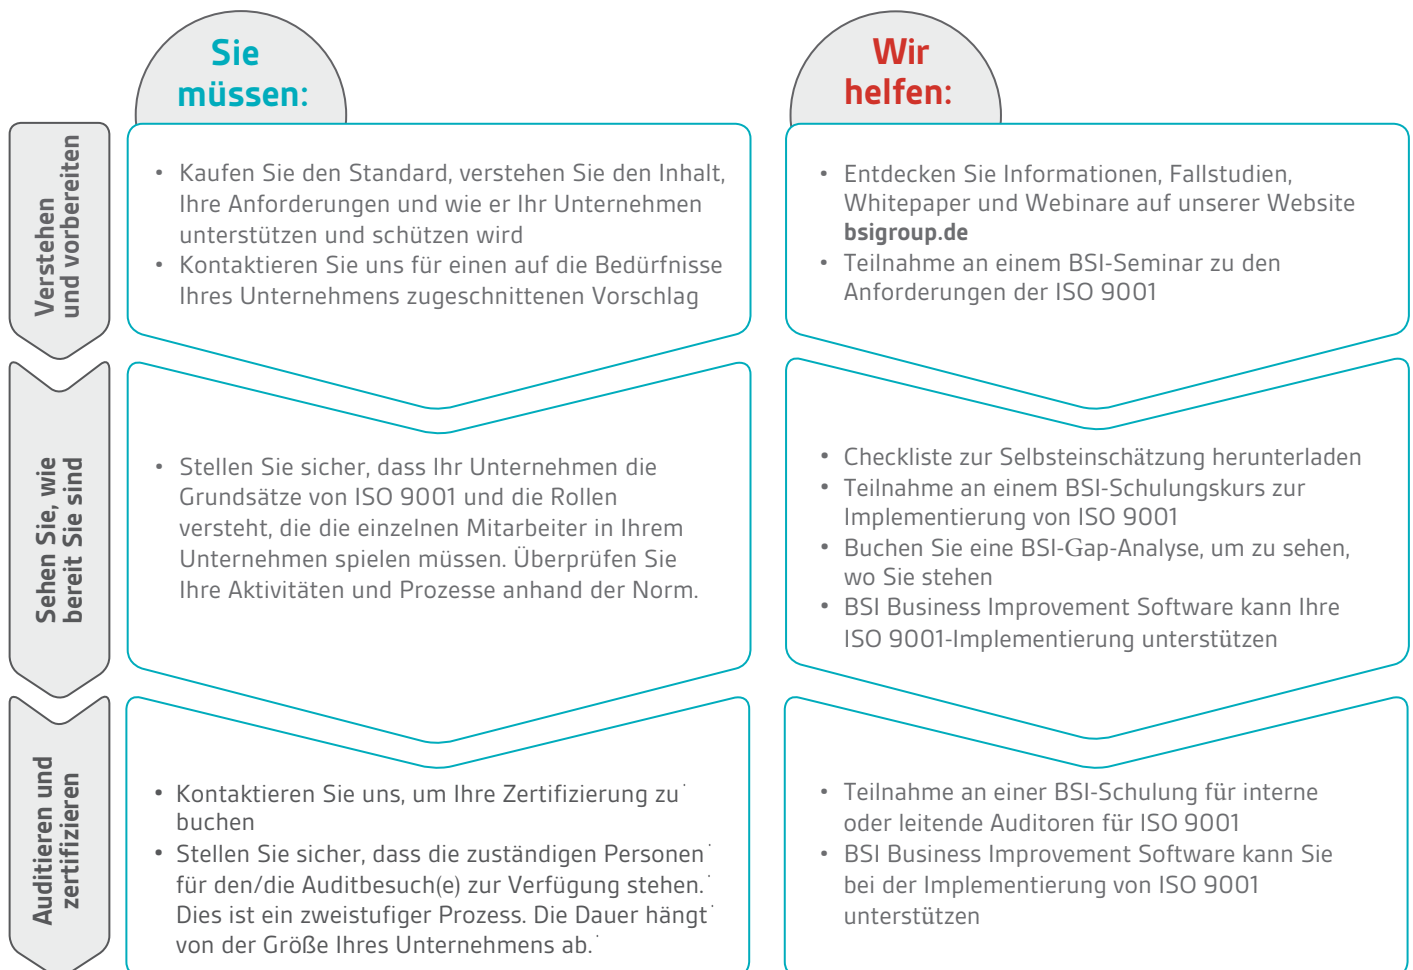 Sie
müssen:
Wir
helfen:
Verstehen
und vorbereiten
• Kaufen Sie den Standard, verstehen Sie den Inhalt,
Ihre Anforderungen und wie er Ihr Unternehmen
unterstützen und schützen wird
• Kontaktieren Sie uns für einen auf die Bedürfnisse
Ihres Unternehmens zugeschnittenen Vorschlag
• Entdecken Sie Informationen, Fallstudien,
Whitepaper und Webinare auf unserer Website
bsigroup.de
• Teilnahme an einem BSI-Seminar zu den
Anforderungen der ISO 9001
Sehen Sie, wie
bereit Sie sind
• Stellen Sie sicher, dass Ihr Unternehmen die
Grundsätze von ISO 9001 und die Rollen
versteht, die die einzelnen Mitarbeiter in Ihrem
Unternehmen spielen müssen. Überprüfen Sie
Ihre Aktivitäten und Prozesse anhand der Norm.
• Checkliste zur Selbsteinschätzung herunterladen
• Teilnahme an einem BSI-Schulungskurs zur
Implementierung von ISO 9001
• Buchen Sie eine BSI-Gap-Analyse, um zu sehen,
wo Sie stehen
• BSI Business Improvement Software kann Ihre
ISO 9001-Implementierung unterstützen
Auditieren und
zertifizieren
• Kontaktieren Sie uns, um Ihre Zertifizierung zu
buchen
• Stellen Sie sicher, dass die zuständigen Personen
für den/die Auditbesuch(e) zur Verfügung stehen.
Dies ist ein zweistufiger Prozess. Die Dauer hängt
von der Größe Ihres Unternehmens ab.
• Teilnahme an einer BSI-Schulung für interne
oder leitende Auditoren für ISO 9001
• BSI Business Improvement Software kann Sie
bei der Implementierung von ISO 9001
unterstützen